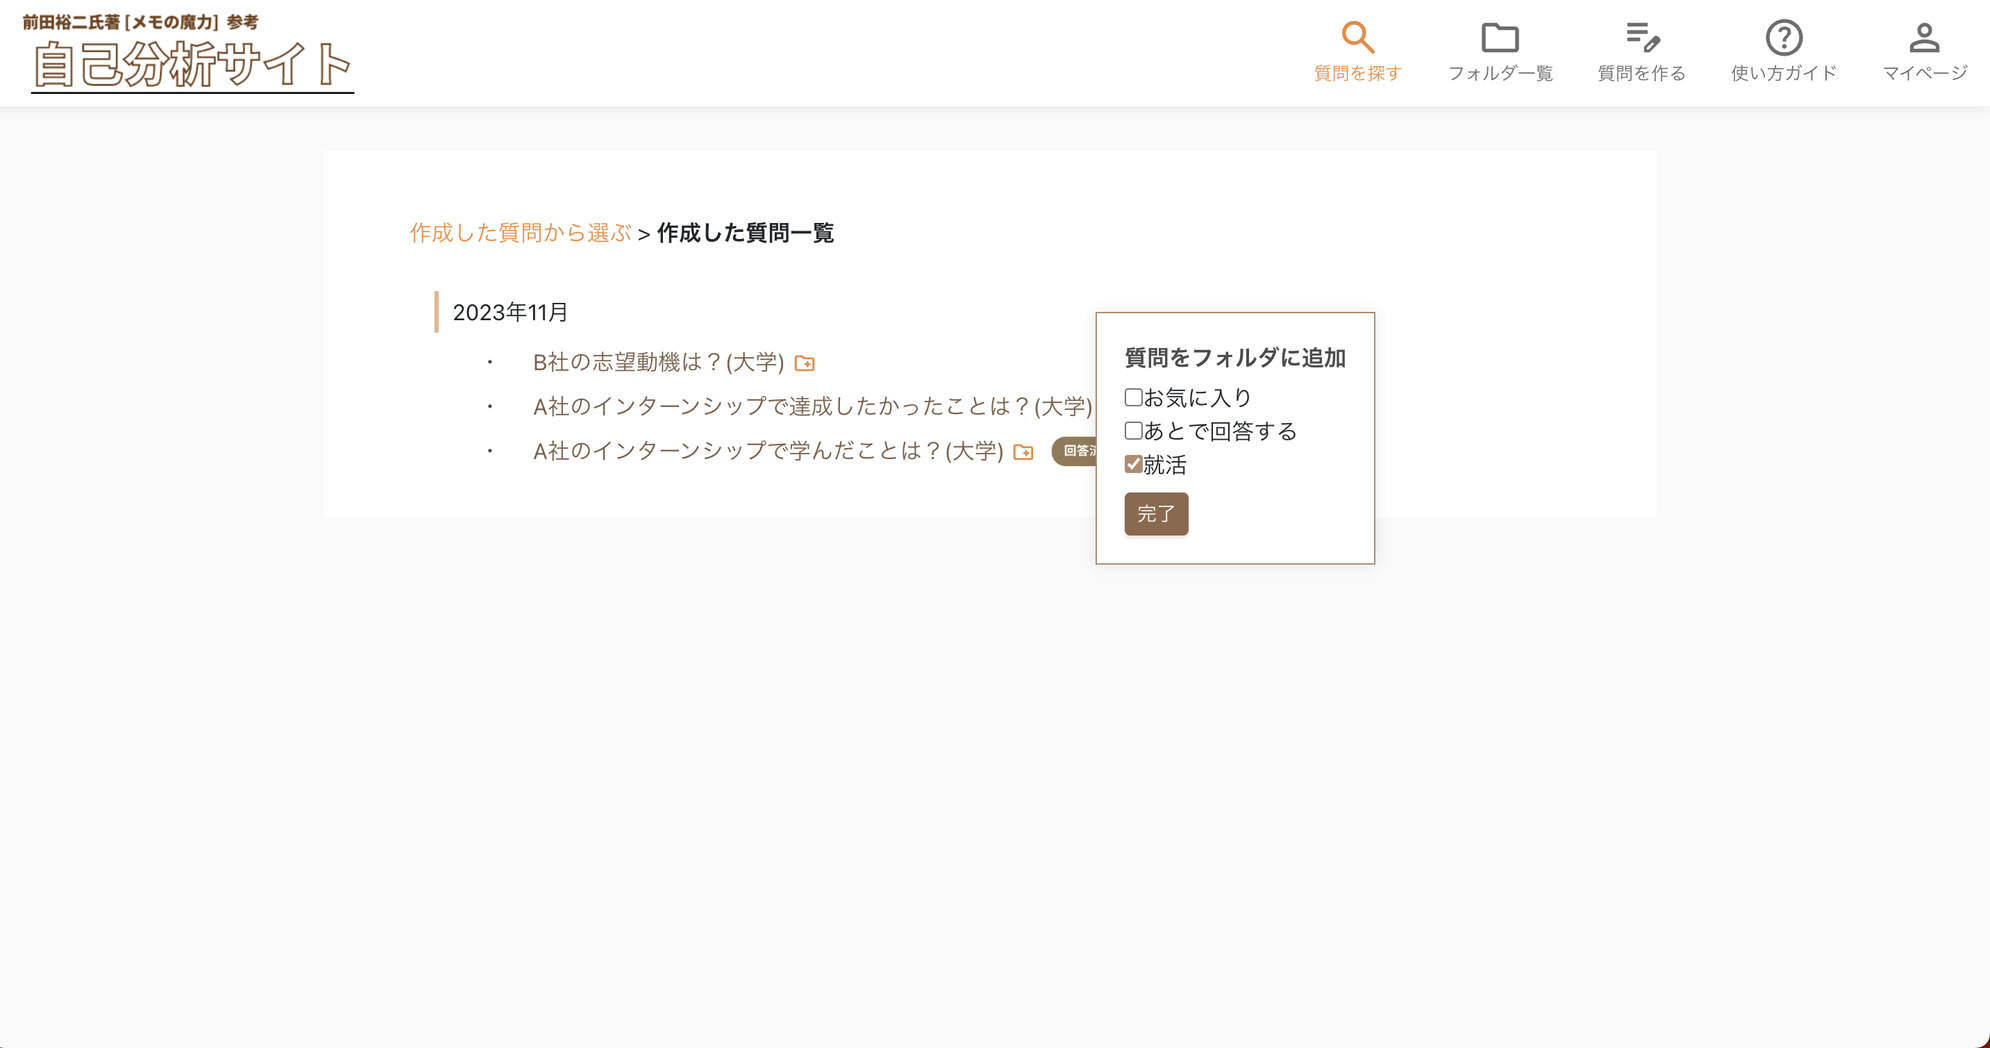 前田裕二氏著 [メモの魔力] 参考
自己分析サイト
質問を探す
フォルダ一覧
質問を作る
使い方ガイド
マイページ
作成した質問から選ぶ > 作成した質問一覧
2023年11月
・ B社の志望動機は？(大学)
・ A社のインターンシップで達成したかったことは？(大学)
・ A社のインターンシップで学んだことは？(大学) 回答
質問をフォルダに追加
お気に入り
あとで回答する
就活
完了